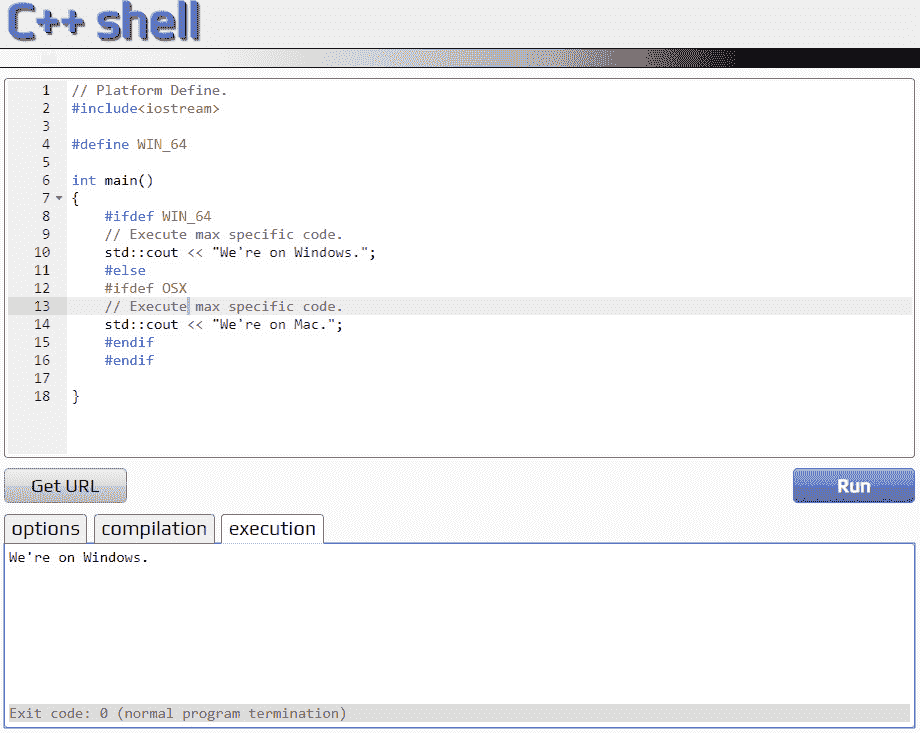 C++ shell
1 // Platform Define.
2 #include<iostream>
3
4 #define WIN_64
5
6 int main()
7 {
8 #ifdef WIN_64
9 // Execute max specific code.
10 std::cout << "We're on Windows.";
11 #else
12 #ifdef OSX
13 // Execute max specific code.
14 std::cout << "We're on Mac.";
15 #endif
16 #endif
17
18 }
Get URL Run
options compilation execution
We're on Windows.
Exit code: 0 (normal program termination)